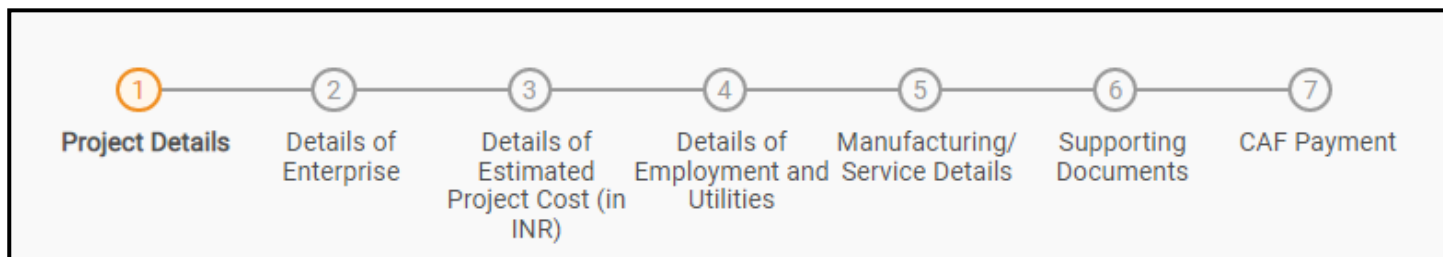 1
Project Details
2
Details of
Enterprise
3
Details of
Estimated
Project Cost (in
INR)
4
Details of
Employment and
Utilities
5
Manufacturing/
Service Details
6
Supporting
Documents
7
CAF Payment